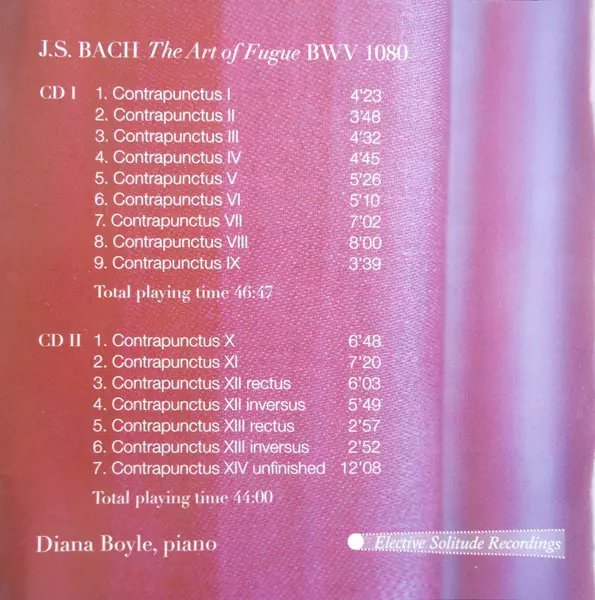 J.S. BACH The Art of Fugue BWV 1080
CD I 1. Contrapunctus I 4'23
2. Contrapunctus II 3'48
3. Contrapunctus III 4'32
4. Contrapunctus IV 4'45
5. Contrapunctus V 5'26
6. Contrapunctus VI 5'10
7. Contrapunctus VII 7'02
8. Contrapunctus VIII 8'00
9. Contrapunctus IX 3'39
Total playing time 46:47
CD II 1. Contrapunctus X 6'48
2. Contrapunctus XI 7'20
3. Contrapunctus XII rectus 6'03
4. Contrapunctus XII inversus 5'49
5. Contrapunctus XIII rectus 2'57
6. Contrapunctus XIII inversus 2'52
7. Contrapunctus XIV unfinished 12'08
Total playing time 44:00
Diana Boyle, piano
Elective Solitude Recordings